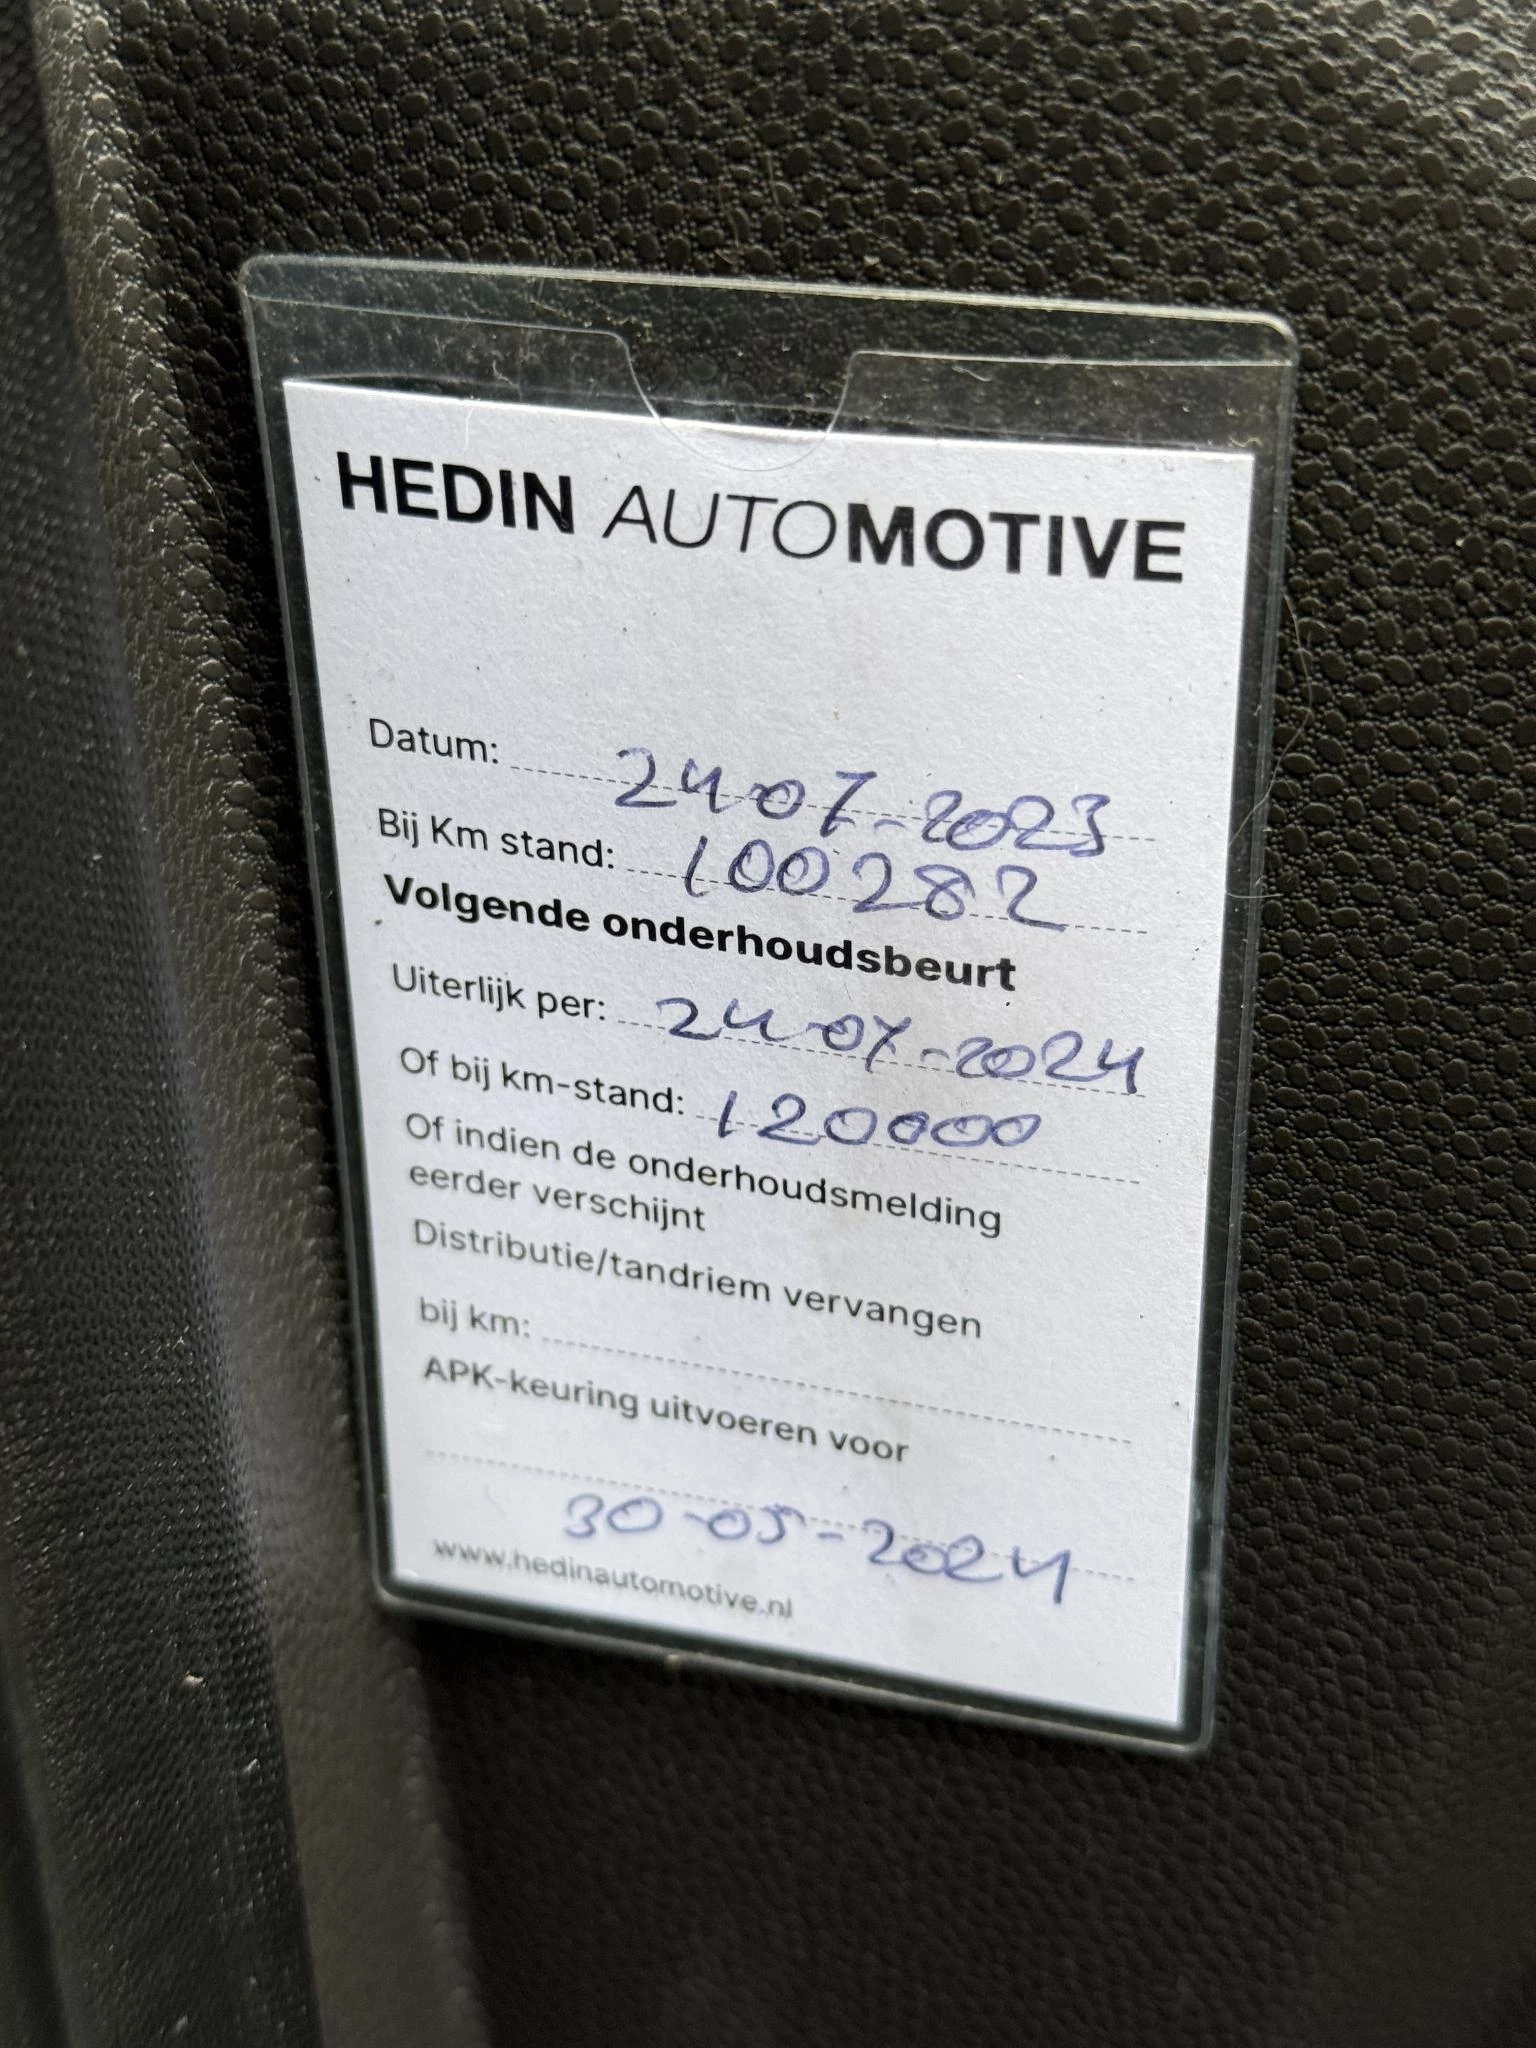 HEDIN AUTOMOTIVE
Datum: 24-07-2023
Bij Km stand: 100282
Volgende onderhoudsbeurt
Uiterlijk per: 24-07-2024
Of bij km-stand: 120000
Of indien de onderhoudsmelding
eerder verschijnt
Distributie/tandriem vervangen
bij km:
APK-keuring uitvoeren voor
30-05-2024
www.hedinautomotive.nl